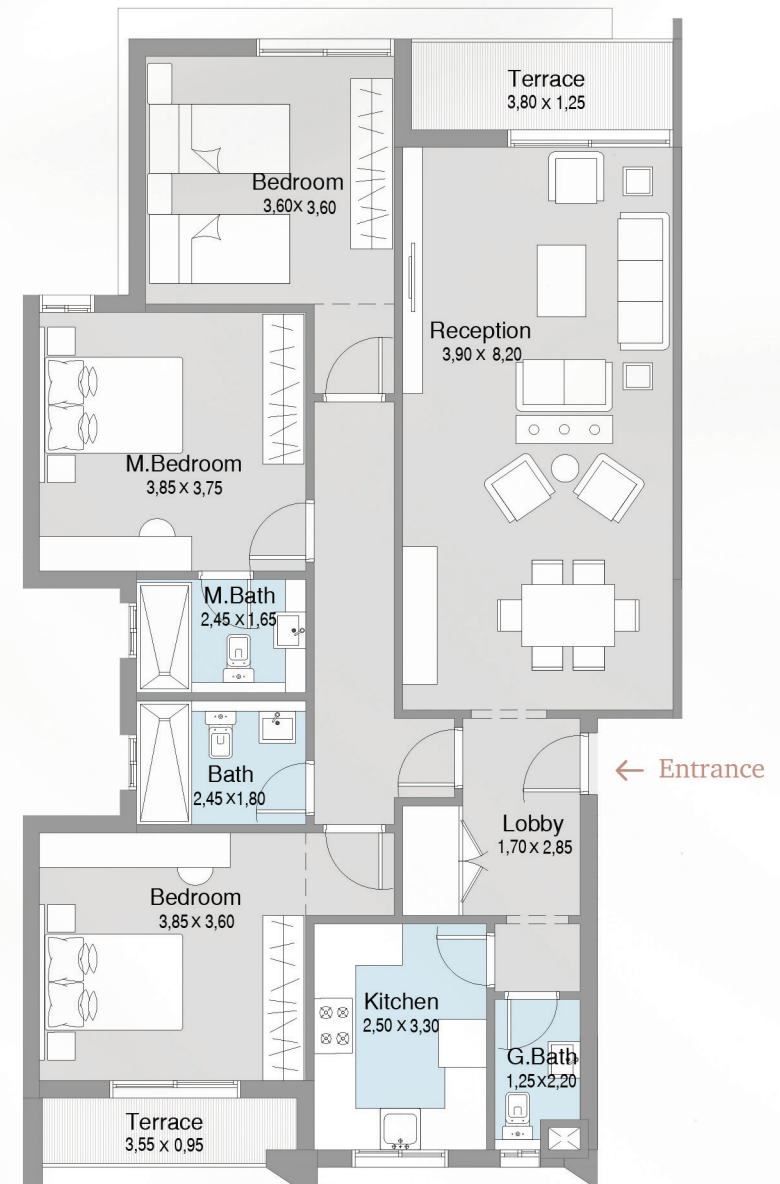 Terrace
3,80 x 1,25
Bedroom
3,60x 3,60
Reception
3,90 x 8,20
M.Bedroom
3,85 x 3,75
M.Bath
2,45 x 1,65
Bath
2,45 x1,80
← Entrance
Lobby
1,70 x 2,85
Bedroom
3,85 x 3,60
Kitchen
2,50 x 3,30
G.Bath
1,25x2,20
Terrace
3,55 x 0,95